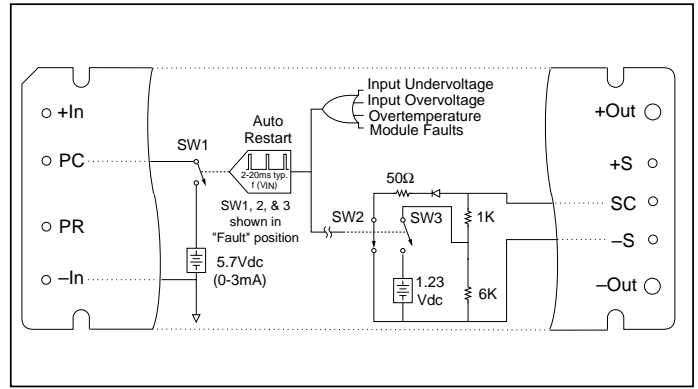 +In
PC
PR
–In
SW1
Auto
Restart
2-20ms typ.
f (VIN)
SW1, 2, & 3
shown in
"Fault" position
5.7Vdc
(0-3mA)
Input Undervoltage
Input Overvoltage
Overtemperature
Module Faults
50Ω
SW2
SW3
1K
1.23
Vdc
6K
+Out
+S
SC
–S
–Out